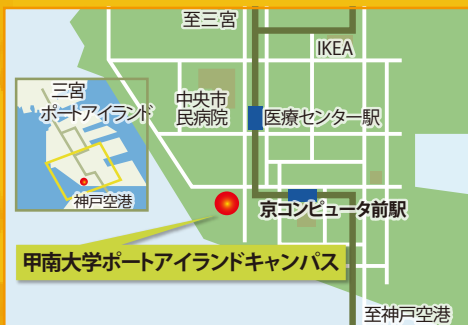 至三宮
IKEA
三宮
ポートアイランド
中央市
民病院
医療センター駅
神戸空港
京コンピュータ前駅
甲南大学ポートアイランドキャンパス
至神戸空港